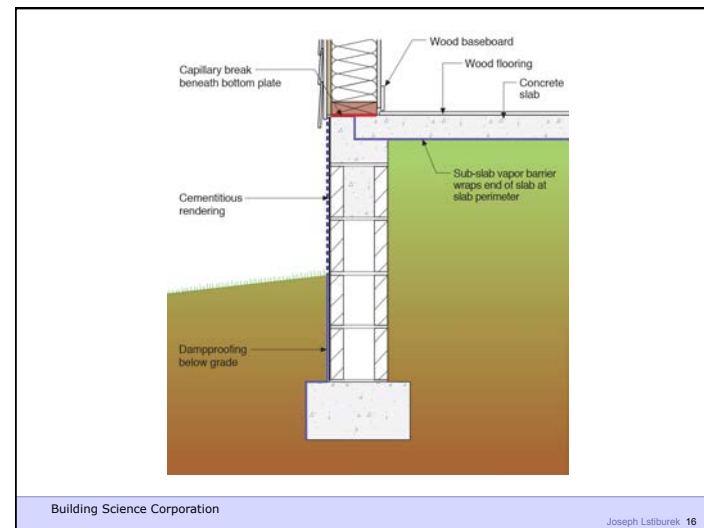 Wood baseboard
Capillary break
beneath bottom plate
Wood flooring
Concrete
slab
Sub-slab vapor barrier
wraps end of slab at
slab perimeter
Cementitious
rendering
Dampproofing
below grade
Building Science Corporation
Joseph Lstiburek 16